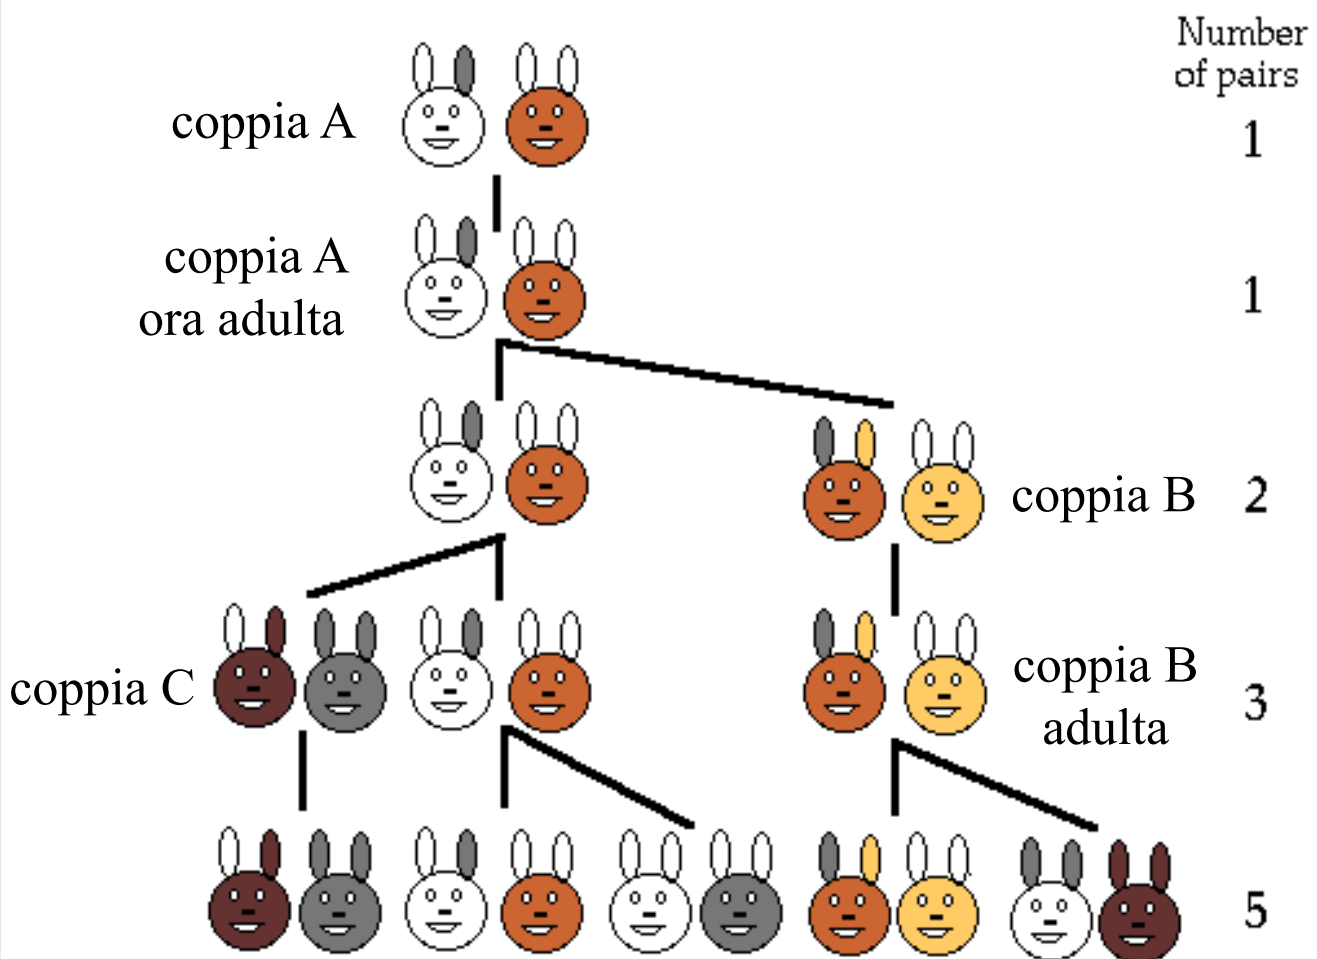 Number
of pairs
coppia A
1
coppia A
ora adulta
1
coppia B
2
coppia C
coppia B
adulta
3
5